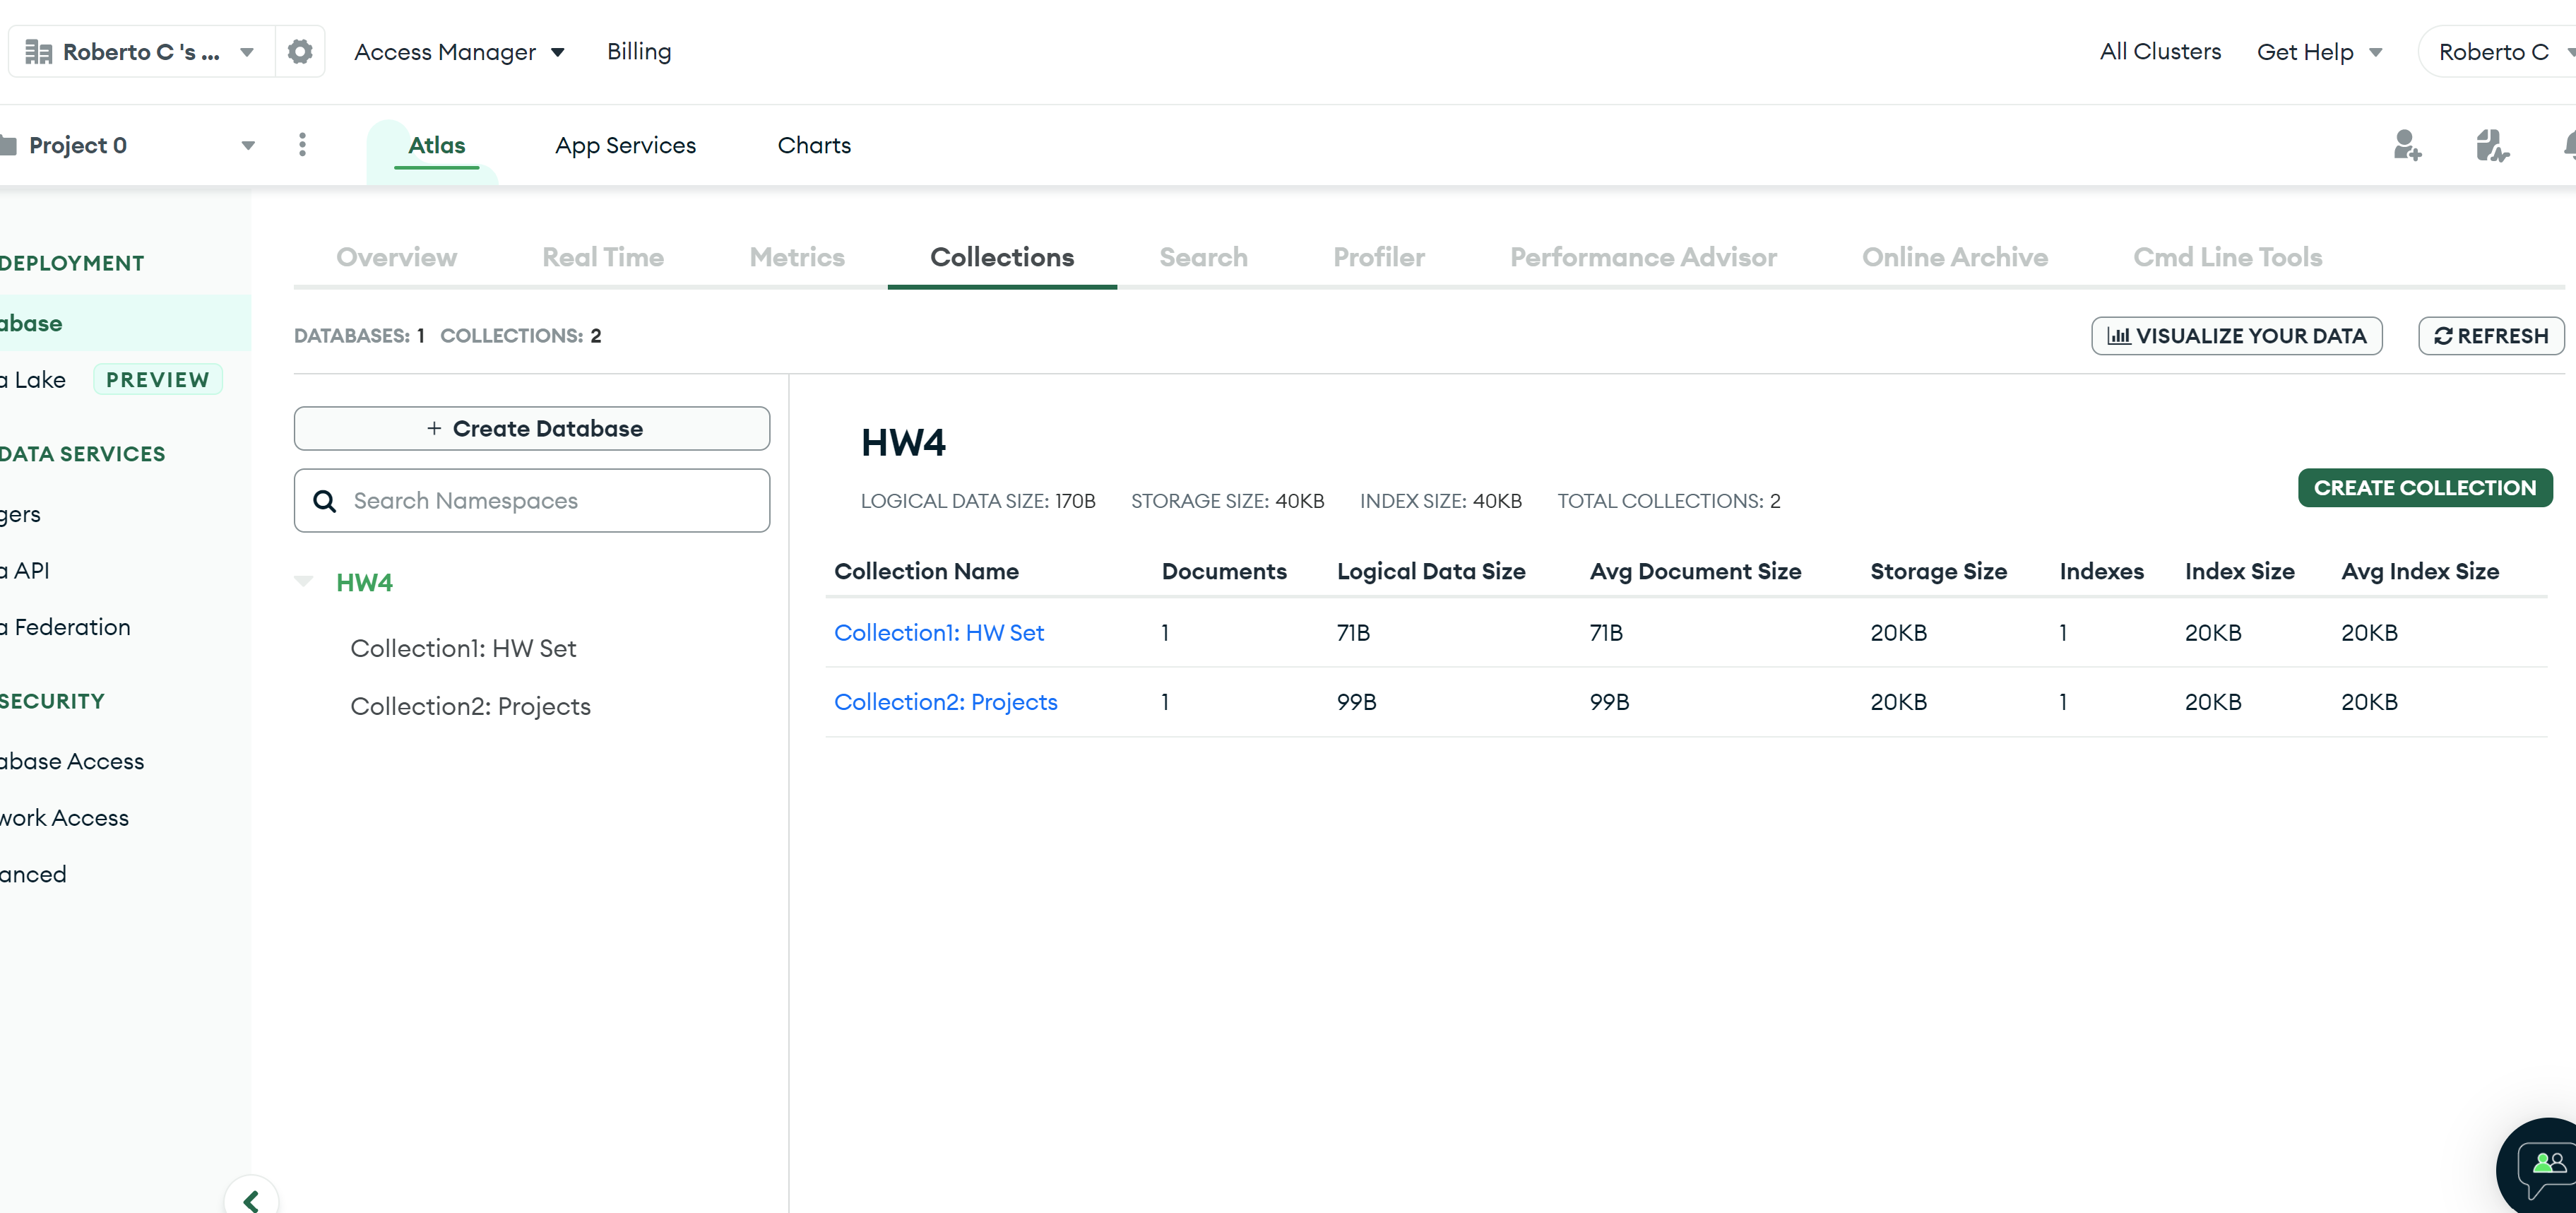 Roberto C 's ...
Access Manager
Billing
All Clusters
Get Help
Roberto C
Project 0
Atlas
App Services
Charts
DEPLOYMENT
abase
a Lake PREVIEW
DATA SERVICES
gers
a API
a Federation
SECURITY
abase Access
work Access
anced
Overview
Real Time
Metrics
Collections
Search
Profiler
Performance Advisor
Online Archive
Cmd Line Tools
DATABASES: 1 COLLECTIONS: 2
VISUALIZE YOUR DATA
REFRESH
+ Create Database
Search Namespaces
HW4
Collection1: HW Set
Collection2: Projects
HW4
LOGICAL DATA SIZE: 170B STORAGE SIZE: 40KB INDEX SIZE: 40KB TOTAL COLLECTIONS: 2
CREATE COLLECTION
Collection Name Documents Logical Data Size Avg Document Size Storage Size Indexes Index Size Avg Index Size
Collection1: HW Set 1 71B 71B 20KB 1 20KB 20KB
Collection2: Projects 1 99B 99B 20KB 1 20KB 20KB